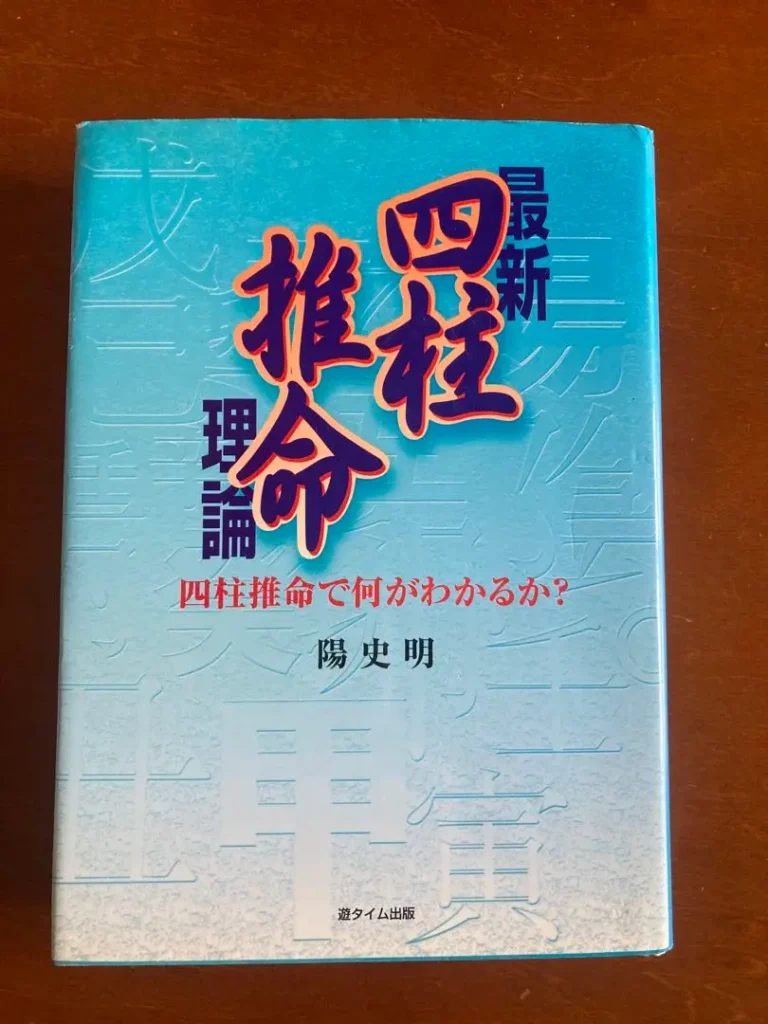 最新
四柱
推命
理論
四柱推命で何がわかるか?
陽史明
遊タイム出版